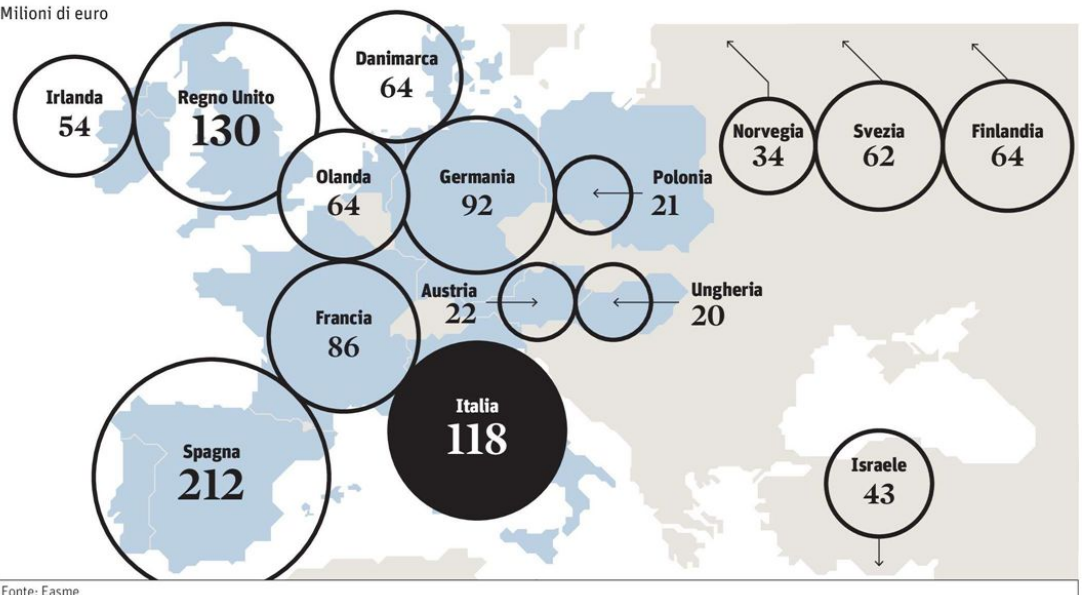 Milioni di euro
Irlanda
54
Regno Unito
130
Danimarca
64
Olanda
64
Germania
92
Polonia
21
Norvegia
34
Svezia
62
Finlandia
64
Francia
86
Austria
22
Ungheria
20
Italia
118
Spagna
212
Israele
43
Fonte: Easme